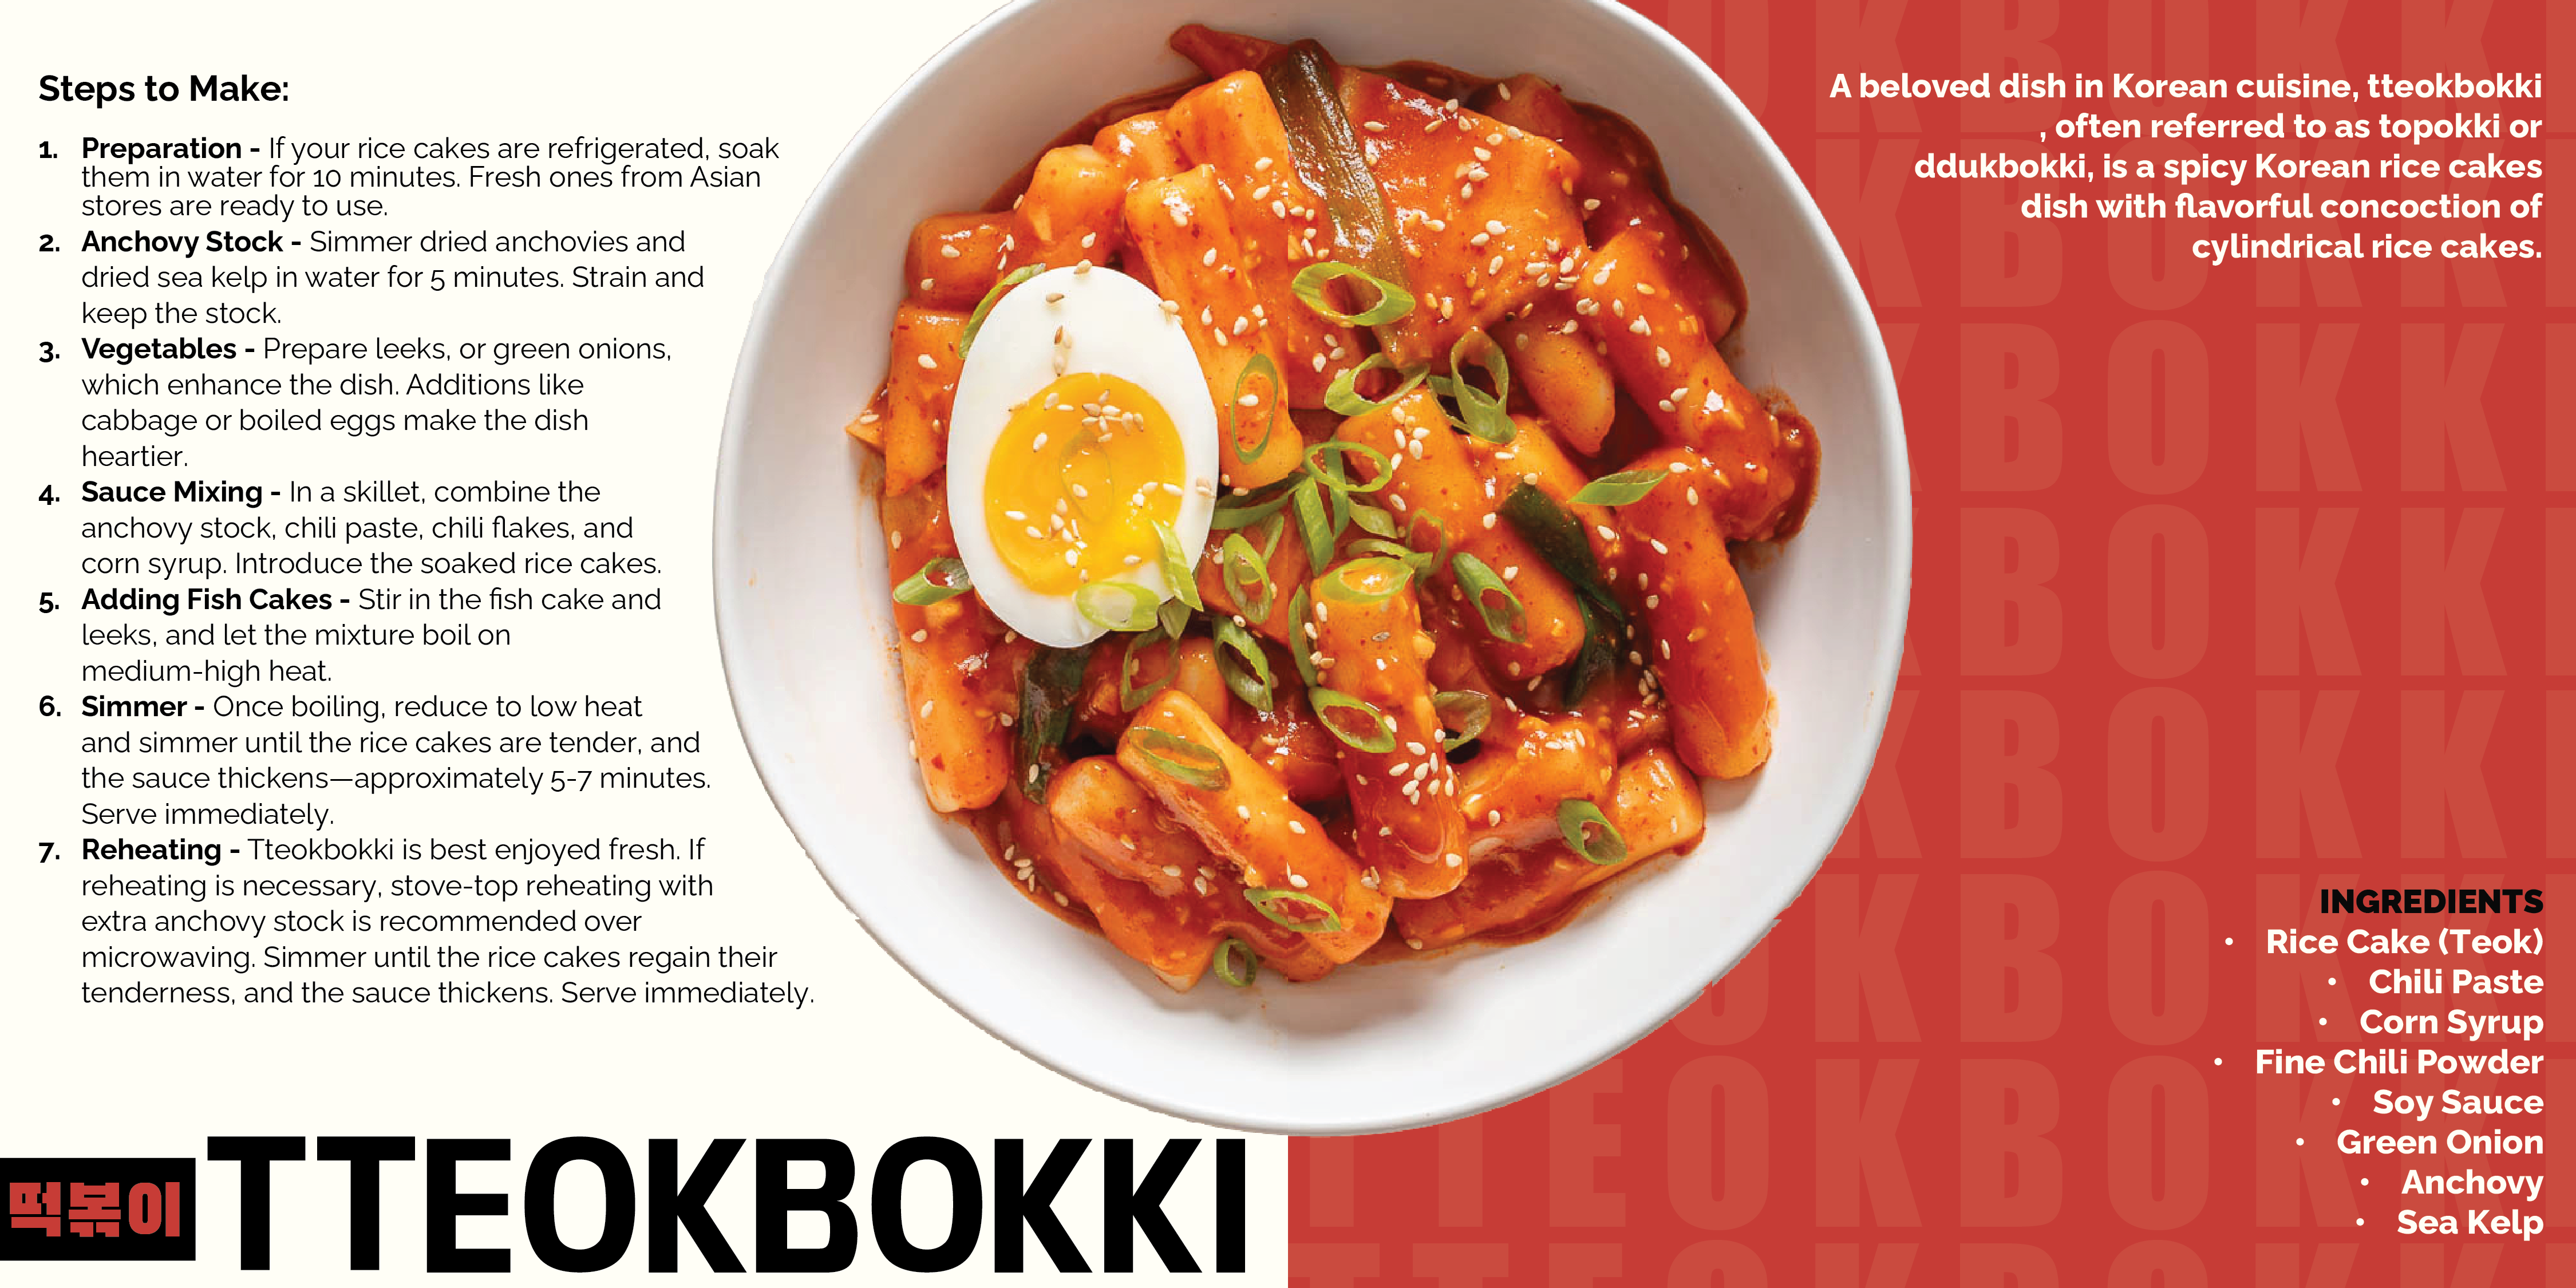 Steps to Make:
1. Preparation - If your rice cakes are refrigerated, soak
them in water for 10 minutes. Fresh ones from Asian
stores are ready to use.
2. Anchovy Stock - Simmer dried anchovies and
dried sea kelp in water for 5 minutes. Strain and
keep the stock.
3. Vegetables - Prepare leeks, or green onions,
which enhance the dish. Additions like
cabbage or boiled eggs make the dish
heartier.
4. Sauce Mixing - In a skillet, combine the
anchovy stock, chili paste, chili flakes, and
corn syrup. Introduce the soaked rice cakes.
5. Adding Fish Cakes - Stir in the fish cake and
leeks, and let the mixture boil on
medium-high heat.
6. Simmer - Once boiling, reduce to low heat
and simmer until the rice cakes are tender, and
the sauce thickens—approximately 5-7 minutes.
Serve immediately.
7. Reheating - Tteokbokki is best enjoyed fresh. If
reheating is necessary, stove-top reheating with
extra anchovy stock is recommended over
microwaving. Simmer until the rice cakes regain their
tenderness, and the sauce thickens. Serve immediately.
떡볶이
TTEOKBOKKI
A beloved dish in Korean cuisine, tteokbokki
, often referred to as topokki or
ddukbokki, is a spicy Korean rice cakes
dish with flavorful concoction of
cylindrical rice cakes.
INGREDIENTS
• Rice Cake (Teok)
• Chili Paste
• Corn Syrup
• Fine Chili Powder
• Soy Sauce
• Green Onion
• Anchovy
• Sea Kelp
OKBOKKI
KBOKKI
KBOKKI
BOKKI
KBOKKI
OKBOKKI
TTEOKBOKKI
TTEOKBOKKI